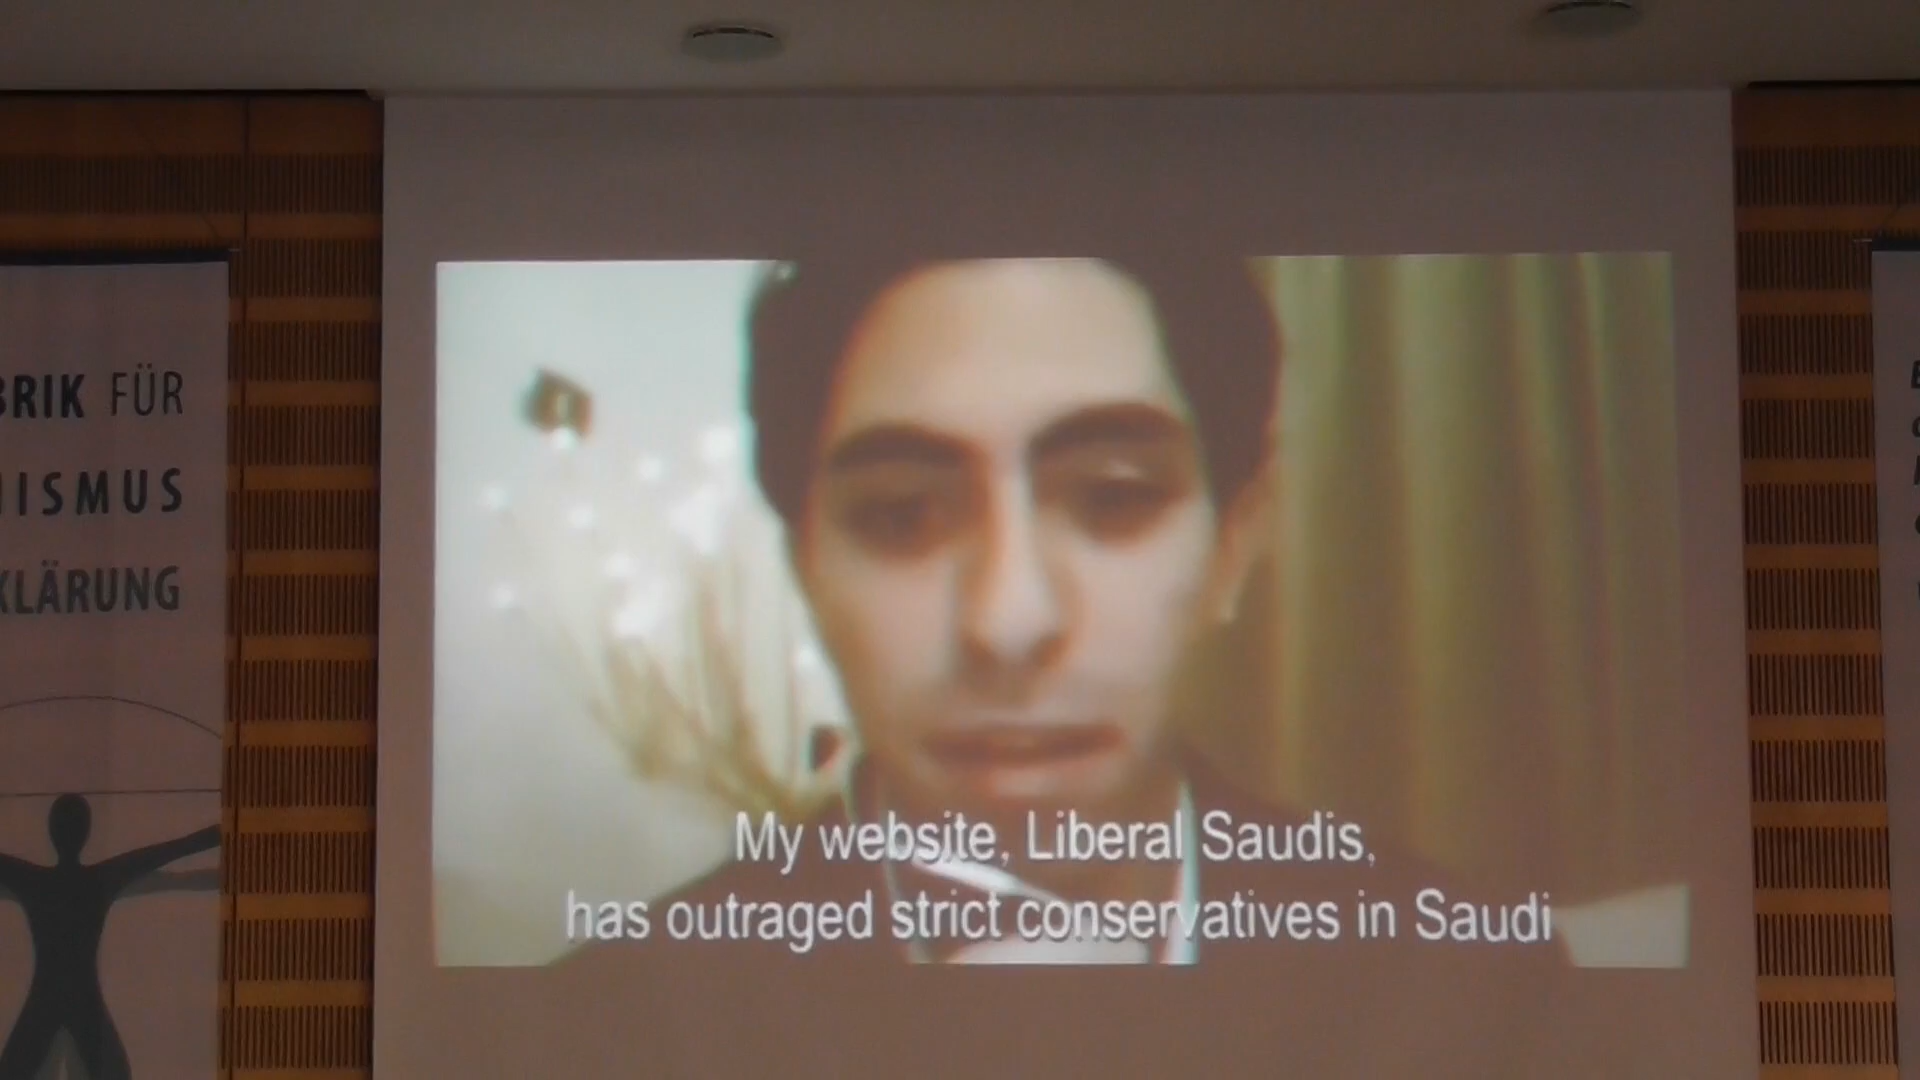 BRIK FÜR
ISMUS
KLÄRUNG
My website, Liberal Saudis,
has outraged strict conservatives in Saudi